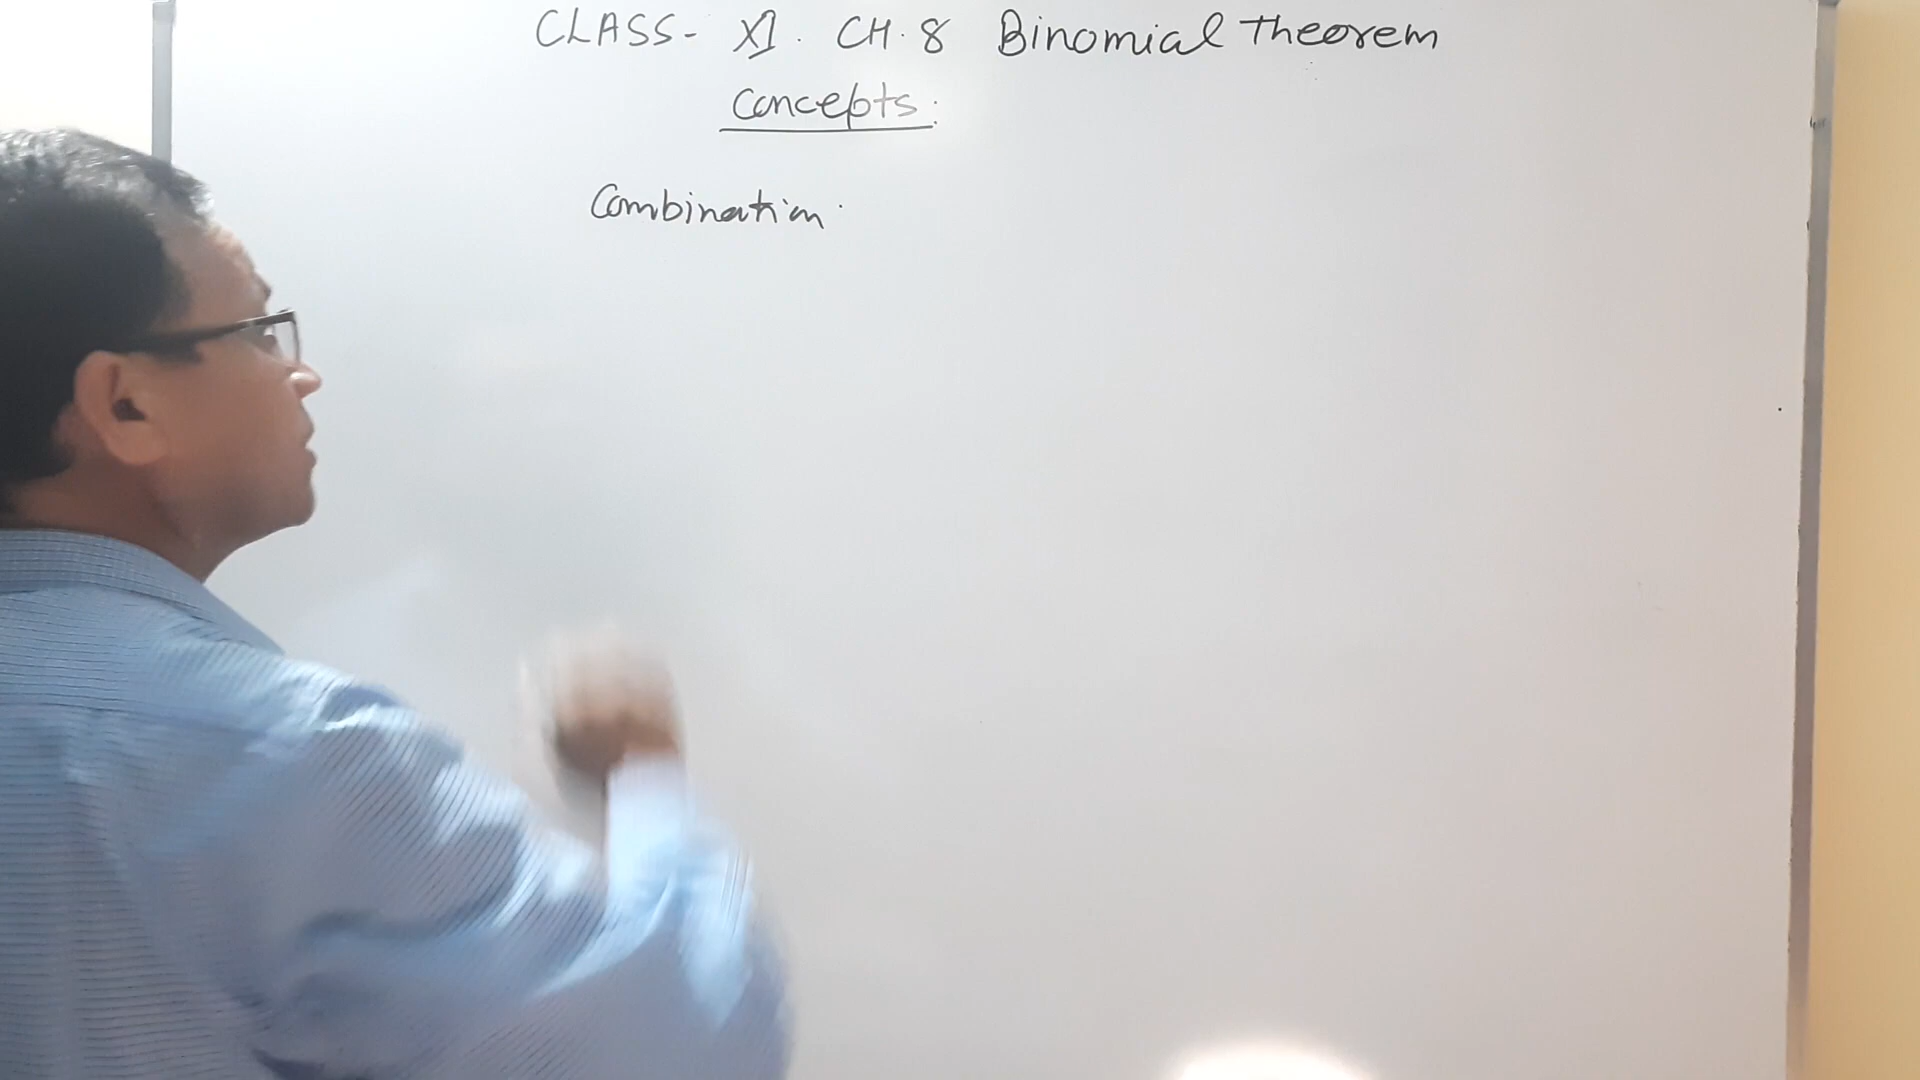 CLASS- XI. CH.8 Binomial Theorem
Concepts:
Combination.